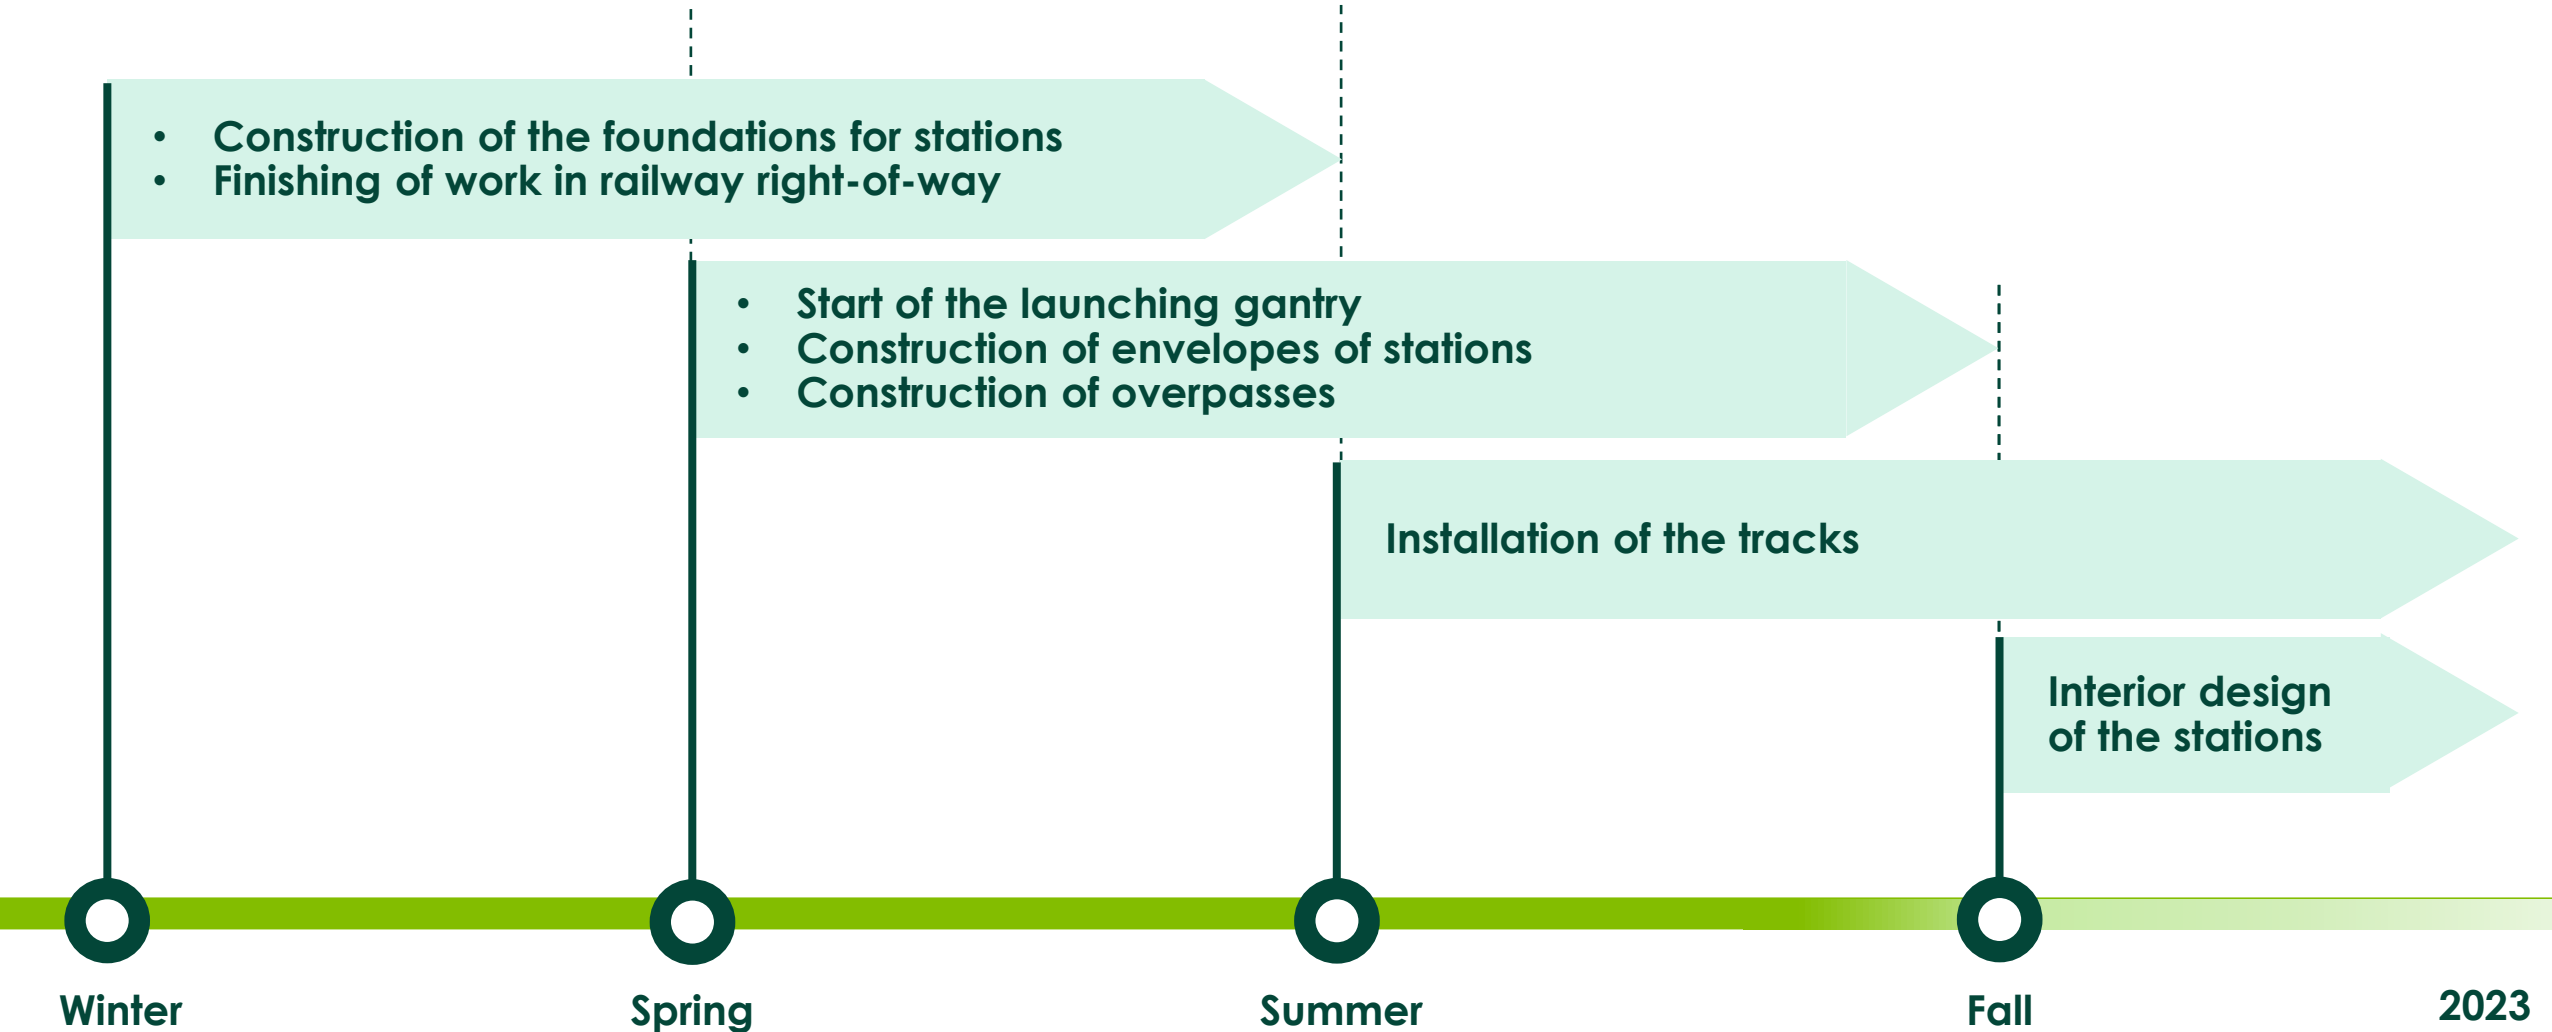 • Construction of the foundations for stations
• Finishing of work in railway right-of-way
• Start of the launching gantry
• Construction of envelopes of stations
• Construction of overpasses
Installation of the tracks
Interior design
of the stations
Winter
Spring
Summer
Fall
2023